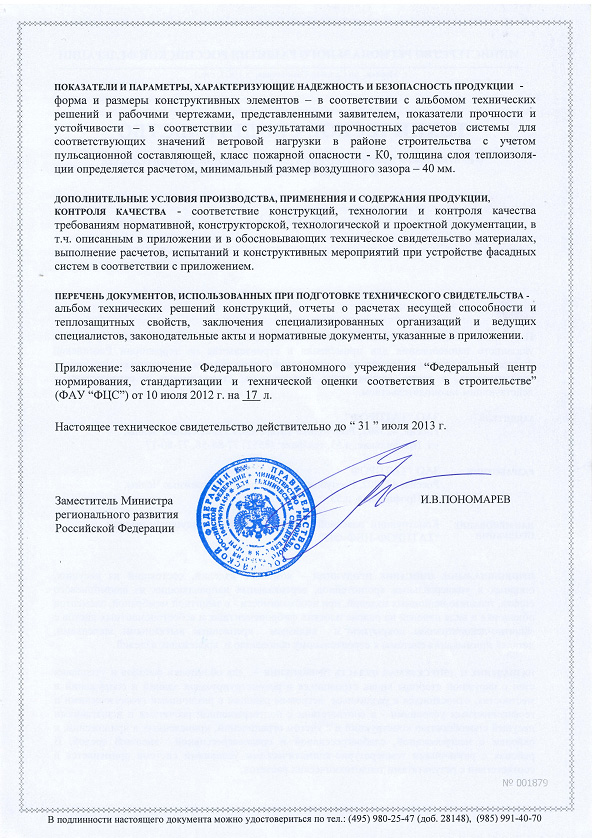 ПОКАЗАТЕЛИ И ПАРАМЕТРЫ, ХАРАКТЕРИЗУЮЩИЕ НАДЕЖНОСТЬ И БЕЗОПАСНОСТЬ ПРОДУКЦИИ -
форма и размеры конструктивных элементов – в соответствии с альбомом технических
решений и рабочими чертежами, представленными заявителем, показатели прочности и
устойчивости – в соответствии с результатами прочностных расчетов системы для
соответствующих значений ветровой нагрузки в районе строительства с учетом
пульсационной составляющей, класс пожарной опасности - К0, толщина слоя теплоизоля-
ции определяется расчетом, минимальный размер воздушного зазора – 40 мм.
ДОПОЛНИТЕЛЬНЫЕ УСЛОВИЯ ПРОИЗВОДСТВА, ПРИМЕНЕНИЯ И СОДЕРЖАНИЯ ПРОДУКЦИИ,
КОНТРОЛЯ КАЧЕСТВА - соответствие конструкций, технологии и контроля качества
требованиям нормативной, конструкторской, технологической и проектной документации, в
т.ч. описанным в приложении и в обосновывающих техническое свидетельство материалах,
выполнение расчетов, испытаний и конструктивных мероприятий при устройстве фасадных
систем в соответствии с приложением.
ПЕРЕЧЕНЬ ДОКУМЕНТОВ, ИСПОЛЬЗОВАННЫХ ПРИ ПОДГОТОВКЕ ТЕХНИЧЕСКОГО СВИДЕТЕЛЬСТВА -
альбом технических решений конструкций, отчеты о расчетах несущей способности и
теплозащитных свойств, заключения специализированных организаций и ведущих
специалистов, законодательные акты и нормативные документы, указанные в приложении.
Приложение: заключение Федерального автономного учреждения “Федеральный центр
нормирования, стандартизации и технической оценки соответствия в строительстве”
(ФАУ “ФЦС”) от 10 июля 2012 г. на 17 л.
Настоящее техническое свидетельство действительно до “ 31 ” июля 2013 г.
Заместитель Министра
регионального развития
Российской Федерации
И.В.ПОНОМАРЕВ
№ 001879
В подлинности настоящего документа можно удостовериться по тел.: (495) 980-25-47 (доб. 28148), (985) 991-40-70